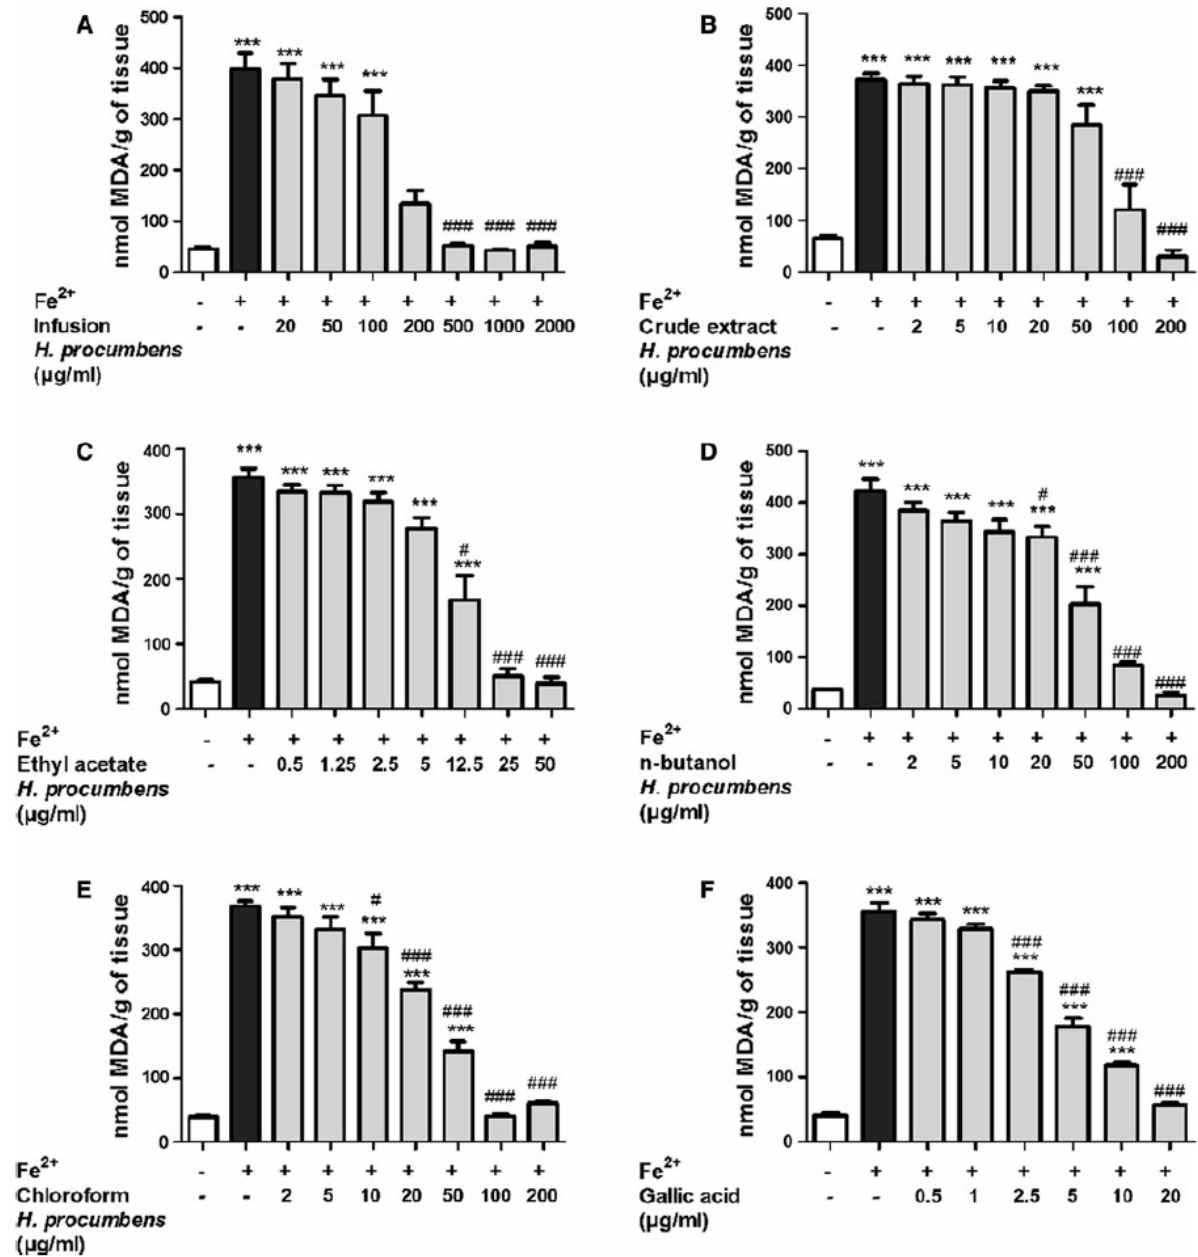 A
nmol MDA/g of tissue
500
400
300
200
100
0
*** *** *** *** ### ### ###
Fe2+ - + + + + + + + +
Infusion - - 20 50 100 200 500 1000 2000
H. procumbens
(µg/ml)
B
nmol MDA/g of tissue
500
400
300
200
100
0
*** *** *** *** *** *** ### ###
Fe2+ - + + + + + + + +
Crude extract - - 2 5 10 20 50 100 200
H. procumbens
(µg/ml)
C
nmol MDA/g of tissue
400
300
200
100
0
*** *** *** *** ***
#
***
### ###
Fe2+ - + + + + + + + +
Ethyl acetate - - 0.5 1.25 2.5 5 12.5 25 50
H. procumbens
(µg/ml)
D
nmol MDA/g of tissue
500
400
300
200
100
0
*** *** *** ***
#
***
###
***
### ###
Fe2+ - + + + + + + + +
n-butanol - - 2 5 10 20 50 100 200
H. procumbens
(µg/ml)
E
nmol MDA/g of tissue
400
300
200
100
0
*** *** ***
#
***
###
***
###
***
### ###
Fe2+ - + + + + + + + +
Chloroform - - 2 5 10 20 50 100 200
H. procumbens
(µg/ml)
F
nmol MDA/g of tissue
400
300
200
100
0
*** *** ***
###
***
###
***
###
***
###
Fe2+ - + + + + + + +
Gallic acid - - 0.5 1 2.5 5 10 20
(µg/ml)